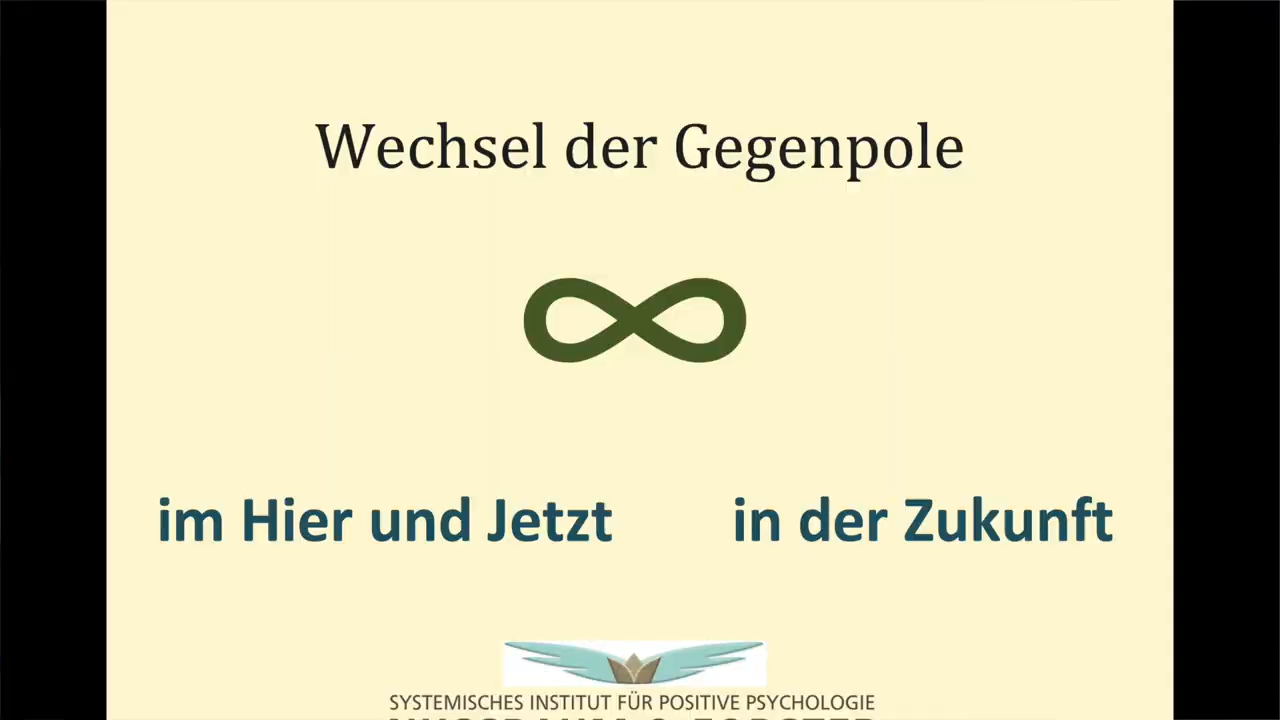 Wechsel der Gegenpole
∞
im Hier und Jetzt in der Zukunft
SYSTEMISCHES INSTITUT FÜR POSITIVE PSYCHOLOGIE